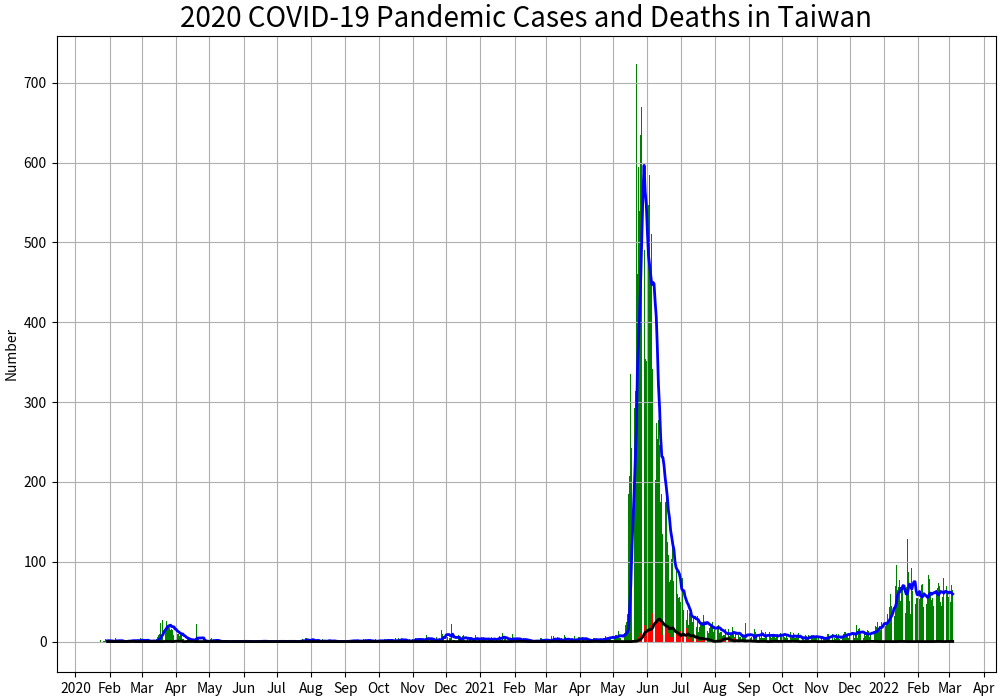 2020 COVID-19 Pandemic Cases and Deaths in Taiwan
700
600
500
400
300
200
100
0
Number
2020 Feb Mar Apr May Jun Jul Aug Sep Oct Nov Dec 2021 Feb Mar Apr May Jun Jul Aug Sep Oct Nov Dec 2022 Feb Mar Apr